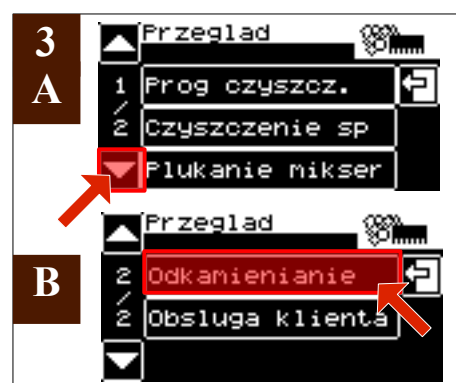 3
A
Przeglad
1/2
Prog czyszcz.
Czyszczenie sp
Plukanie mikser
B
Przeglad
2/2
Odkamienianie
Obsluga klienta